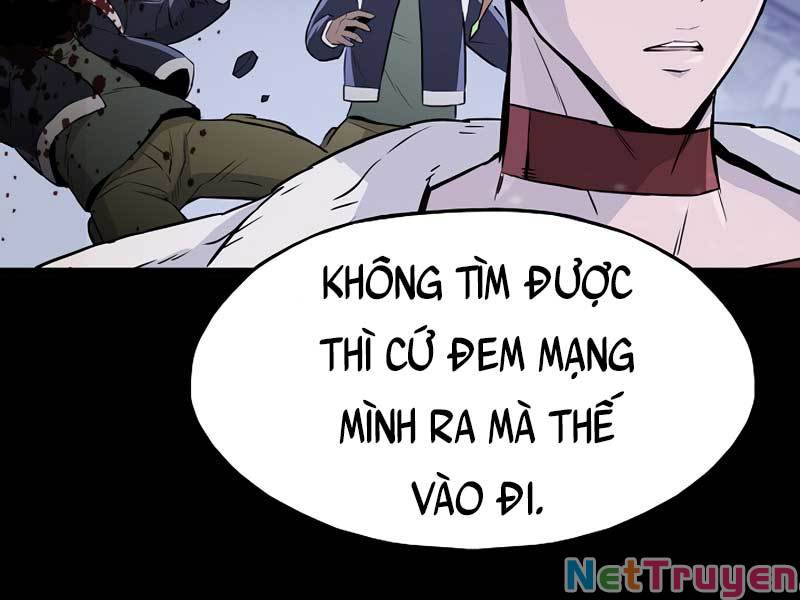 KHÔNG TÌM ĐƯỢC
THÌ CỨ ĐEM MẠNG
MÌNH RA MÀ THẾ
VÀO ĐI.
NetTruyen